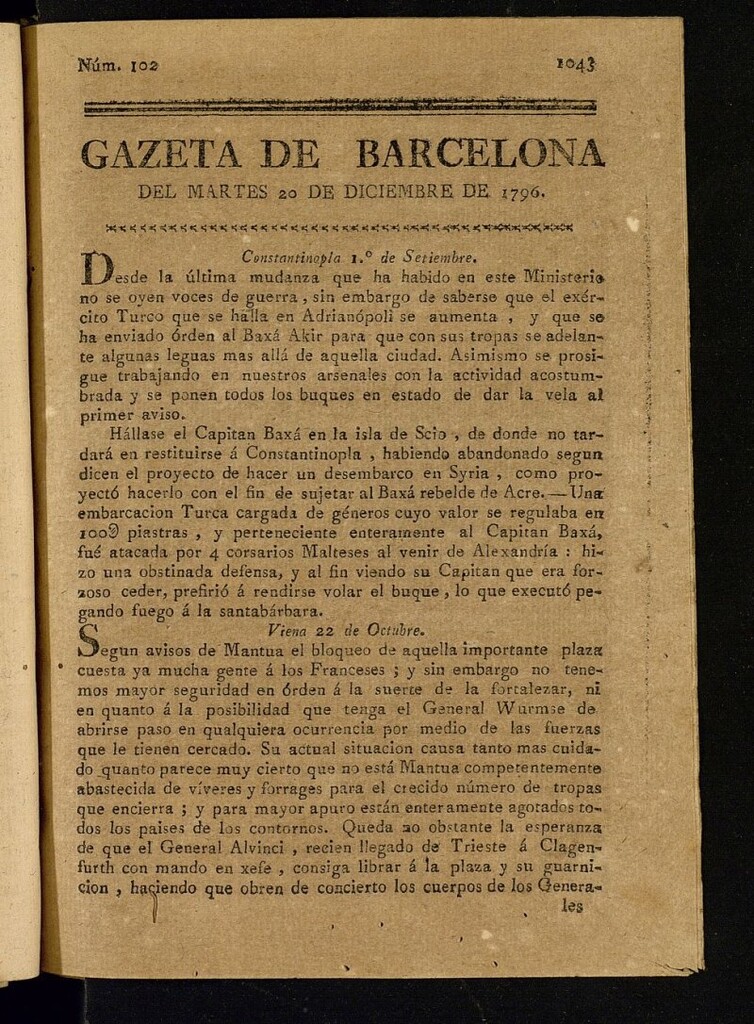 Núm. 102 1043
GAZETA DE BARCELONA
DEL MARTES 20 DE DICIEMBRE DE 1796.
Constantinopla 1.º de Setiembre.
Desde la última mudanza que ha habido en este Ministerio
no se oyen voces de guerra, sin embargo de saberse que el exér-
cito Turco que se halla en Adrianópoli se aumenta, y que se
ha enviado órden al Baxá Akir para que con sus tropas se adelan-
te algunas leguas mas allá de aquella ciudad. Asimismo se prosi-
gue trabajando en nuestros arsenales con la actividad acostum-
brada y se ponen todos los buques en estado de dar la vela al
primer aviso.
Hállase el Capitan Baxá en la isla de Scio, de donde no tar-
dará en restituirse á Constantinopla, habiendo abandonado segun
dicen el proyecto de hacer un desembarco en Syria, como pro-
yectó hacerlo con el fin de sujetar al Baxá rebelde de Acre. — Una
embarcacion Turca cargada de géneros cuyo valor se regulaba en
100@ piastras, y perteneciente enteramente al Capitan Baxá,
fué atacada por 4 corsarios Malteses al venir de Alexandría: hi-
zo una obstinada defensa, y al fin viendo su Capitan que era for-
zoso ceder, prefirió á rendirse volar el buque, lo que executó pe-
gando fuego á la santabárbara.
Viena 22 de Octubre.
Segun avisos de Mantua el bloqueo de aquella importante plaza
cuesta ya mucha gente á los Franceses; y sin embargo no tene-
mos mayor seguridad en órden á la suerte de la fortalezar, ni
en quanto á la posibilidad que tenga el General Wurmse de
abrirse paso en qualquiera ocurrencia por medio de las fuerzas
que le tienen cercado. Su actual situacion causa tanto mas cuida-
do quanto parece muy cierto que no está Mantua competentemente
abastecida de víveres y forrages para el crecido número de tropas
que encierra; y para mayor apuro están enteramente agotados to-
dos los paises de los contornos. Queda no obstante la esperanza
de que el General Alvinci, recien llegado de Trieste á Clagen-
furth con mando en xefe, consiga librar á la plaza y su guarni-
cion, haciendo que obren de concierto los cuerpos de los Genera-
les